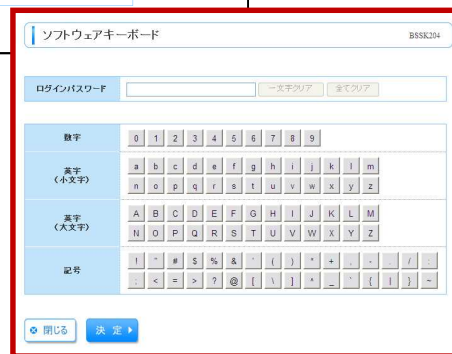 ソフトウェアキーボード BSSK204
ログインパスワード 一文字クリア 全てクリア
数字 0 1 2 3 4 5 6 7 8 9
英字
（小文字）
a b c d e f g h i j k l m
n o p q r s t u v w x y z
英字
（大文字）
A B C D E F G H I J K L M
N O P Q R S T U V W X Y Z
記号
! " # $ % & ' ( ) * + , - . / :
; < = > ? @ [ \ ] ^ _ ` { | } ~
閉じる 決 定